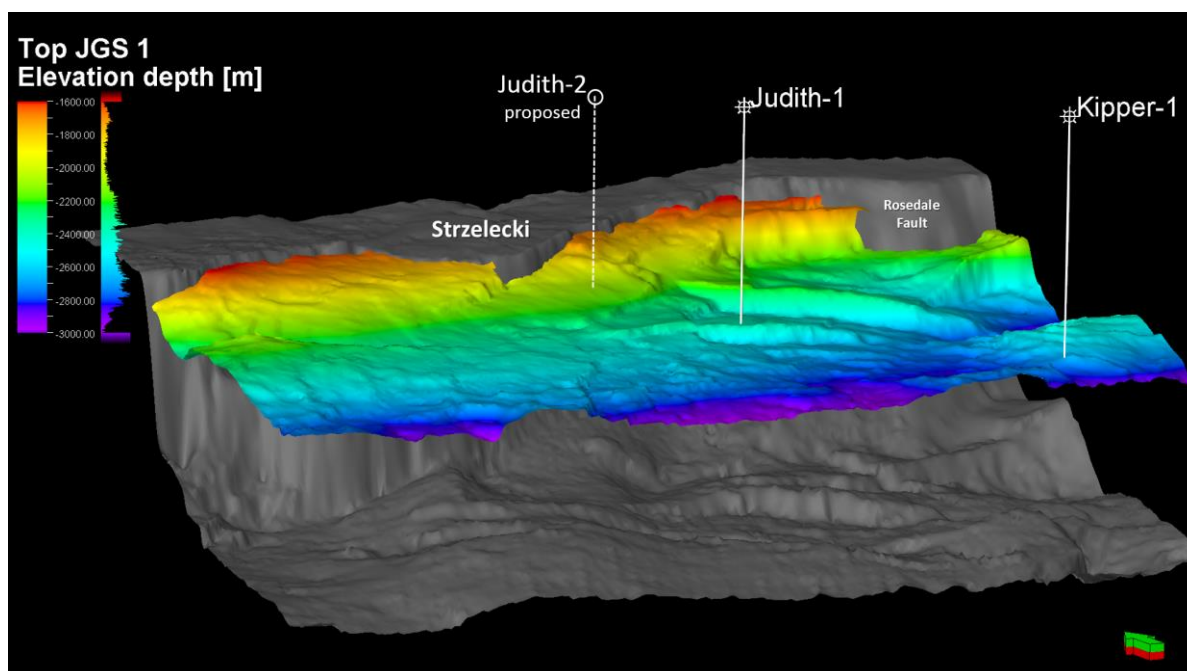 Top JGS 1
Elevation depth [m]
-1600.00
-1800.00
-2000.00
-2200.00
-2400.00
-2600.00
-2800.00
-3000.00
Judith-2
proposed
Judith-1
Kipper-1
Strzelecki
Rosedale
Fault